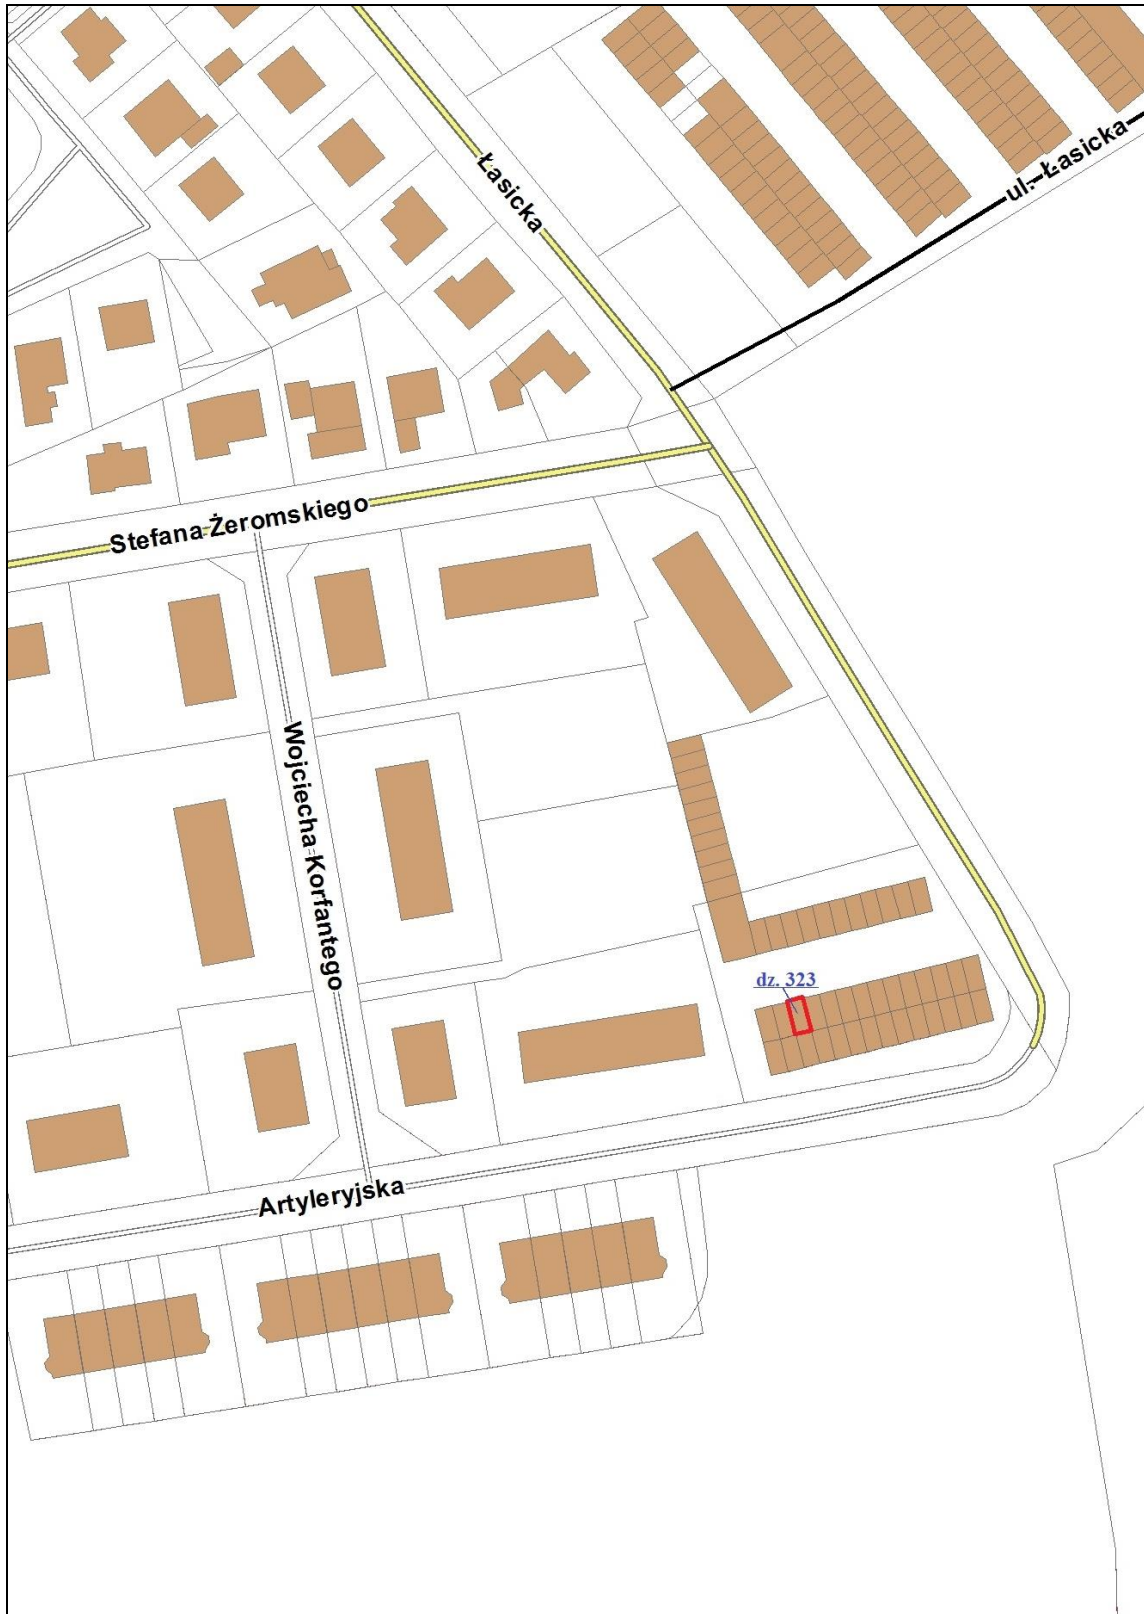 Łasicka
ul. Łasicka
Stefana Żeromskiego
Wojciecha Korfantego
dz. 323
Artyleryjska